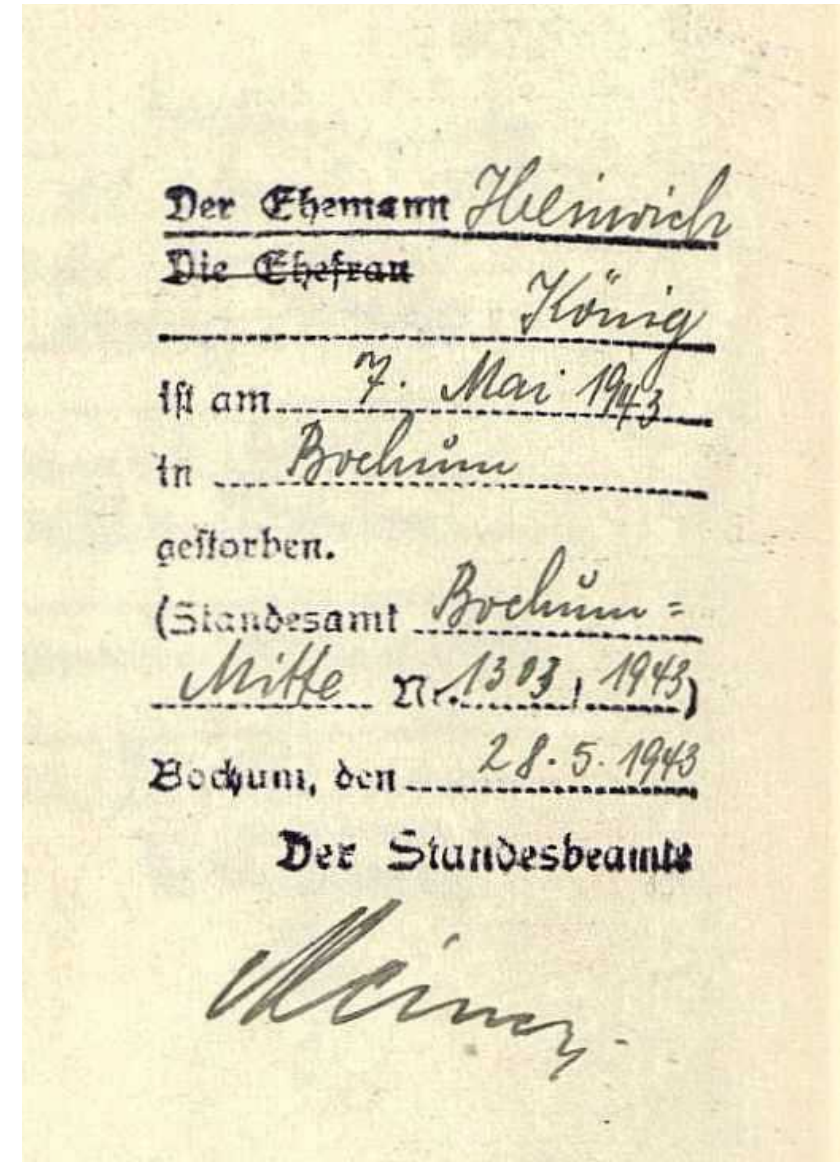 Der Ehemann Heinrich
Die Ehefrau
König
ist am 7. Mai 1943
in Bochum
gestorben.
(Standesamt Bochum=
Mitte Nr. 1303 / 1943)
Bochum, den 28.5.1943
Der Standesbeamte